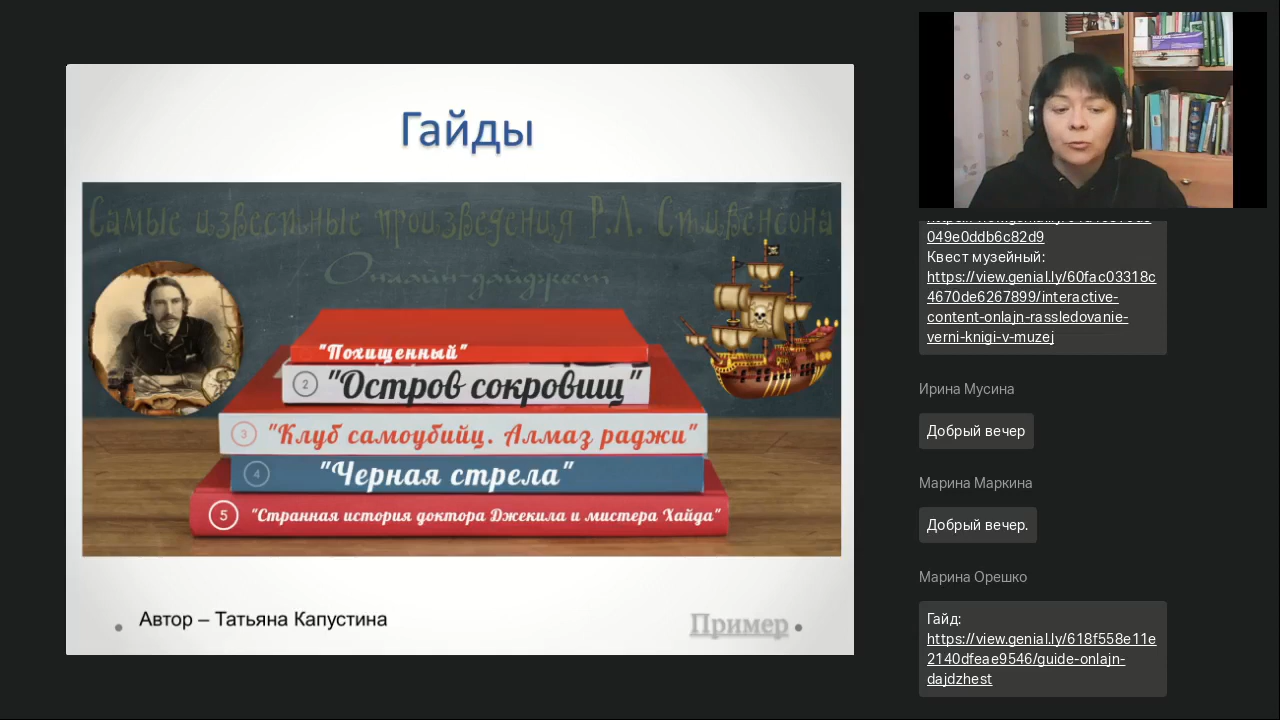 Гайды
Самые известные произведения Р.Л. Стивенсона
Онлайн-дайджест
"Похищенный"
2 "Остров сокровищ"
3 "Клуб самоубийц. Алмаз раджи"
4 "Черная стрела"
5 "Странная история доктора Джекила и мистера Хайда"
Автор – Татьяна Капустина
Пример
049e0ddb6c82d9
Квест музейный:
https://view.genial.ly/60fac03318c
4670de6267899/interactive-
content-onlajn-rassledovanie-
verni-knigi-v-muzej
Ирина Мусина
Добрый вечер
Марина Маркина
Добрый вечер.
Марина Орешко
Гайд:
https://view.genial.ly/618f558e11e
2140dfeae9546/guide-onlajn-
dajdzhest